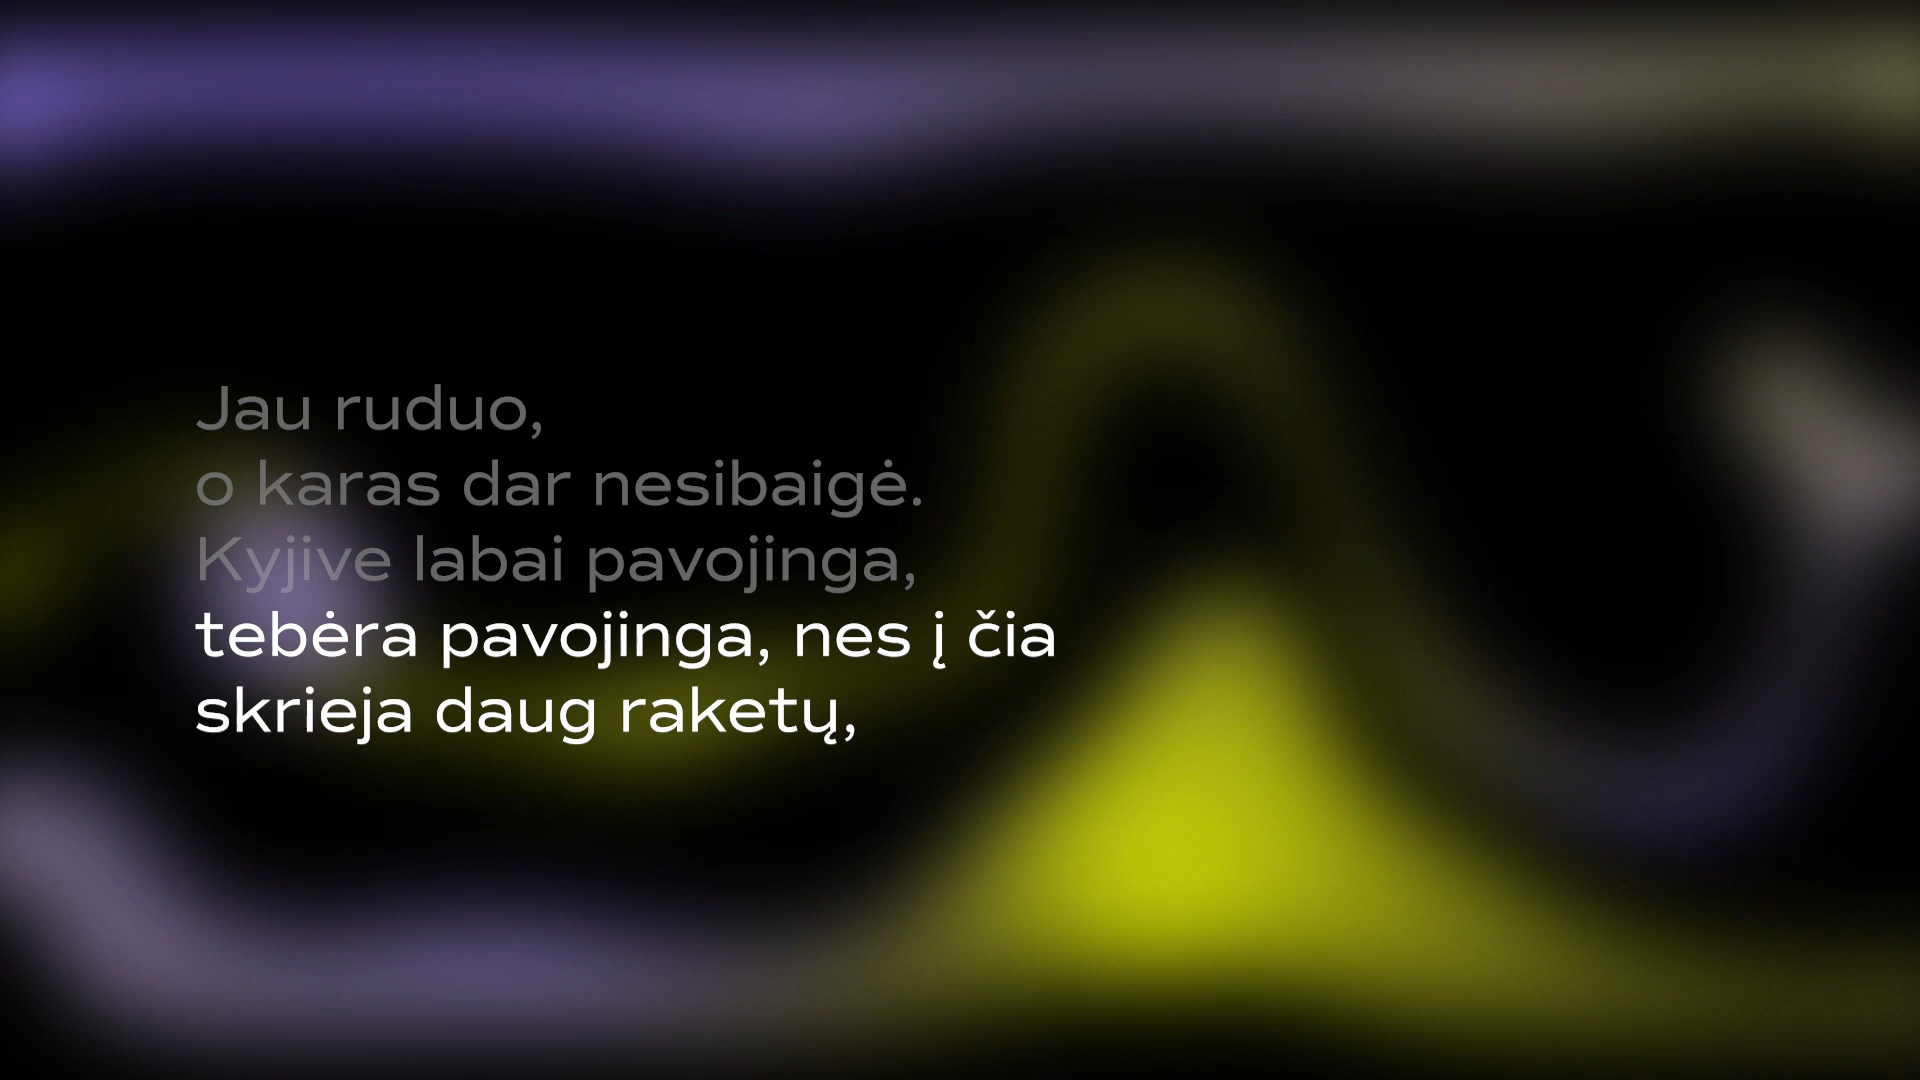 Jau ruduo,
o karas dar nesibaigė.
Kyjive labai pavojinga,
tebėra pavojinga, nes į čia
skrieja daug raketų,